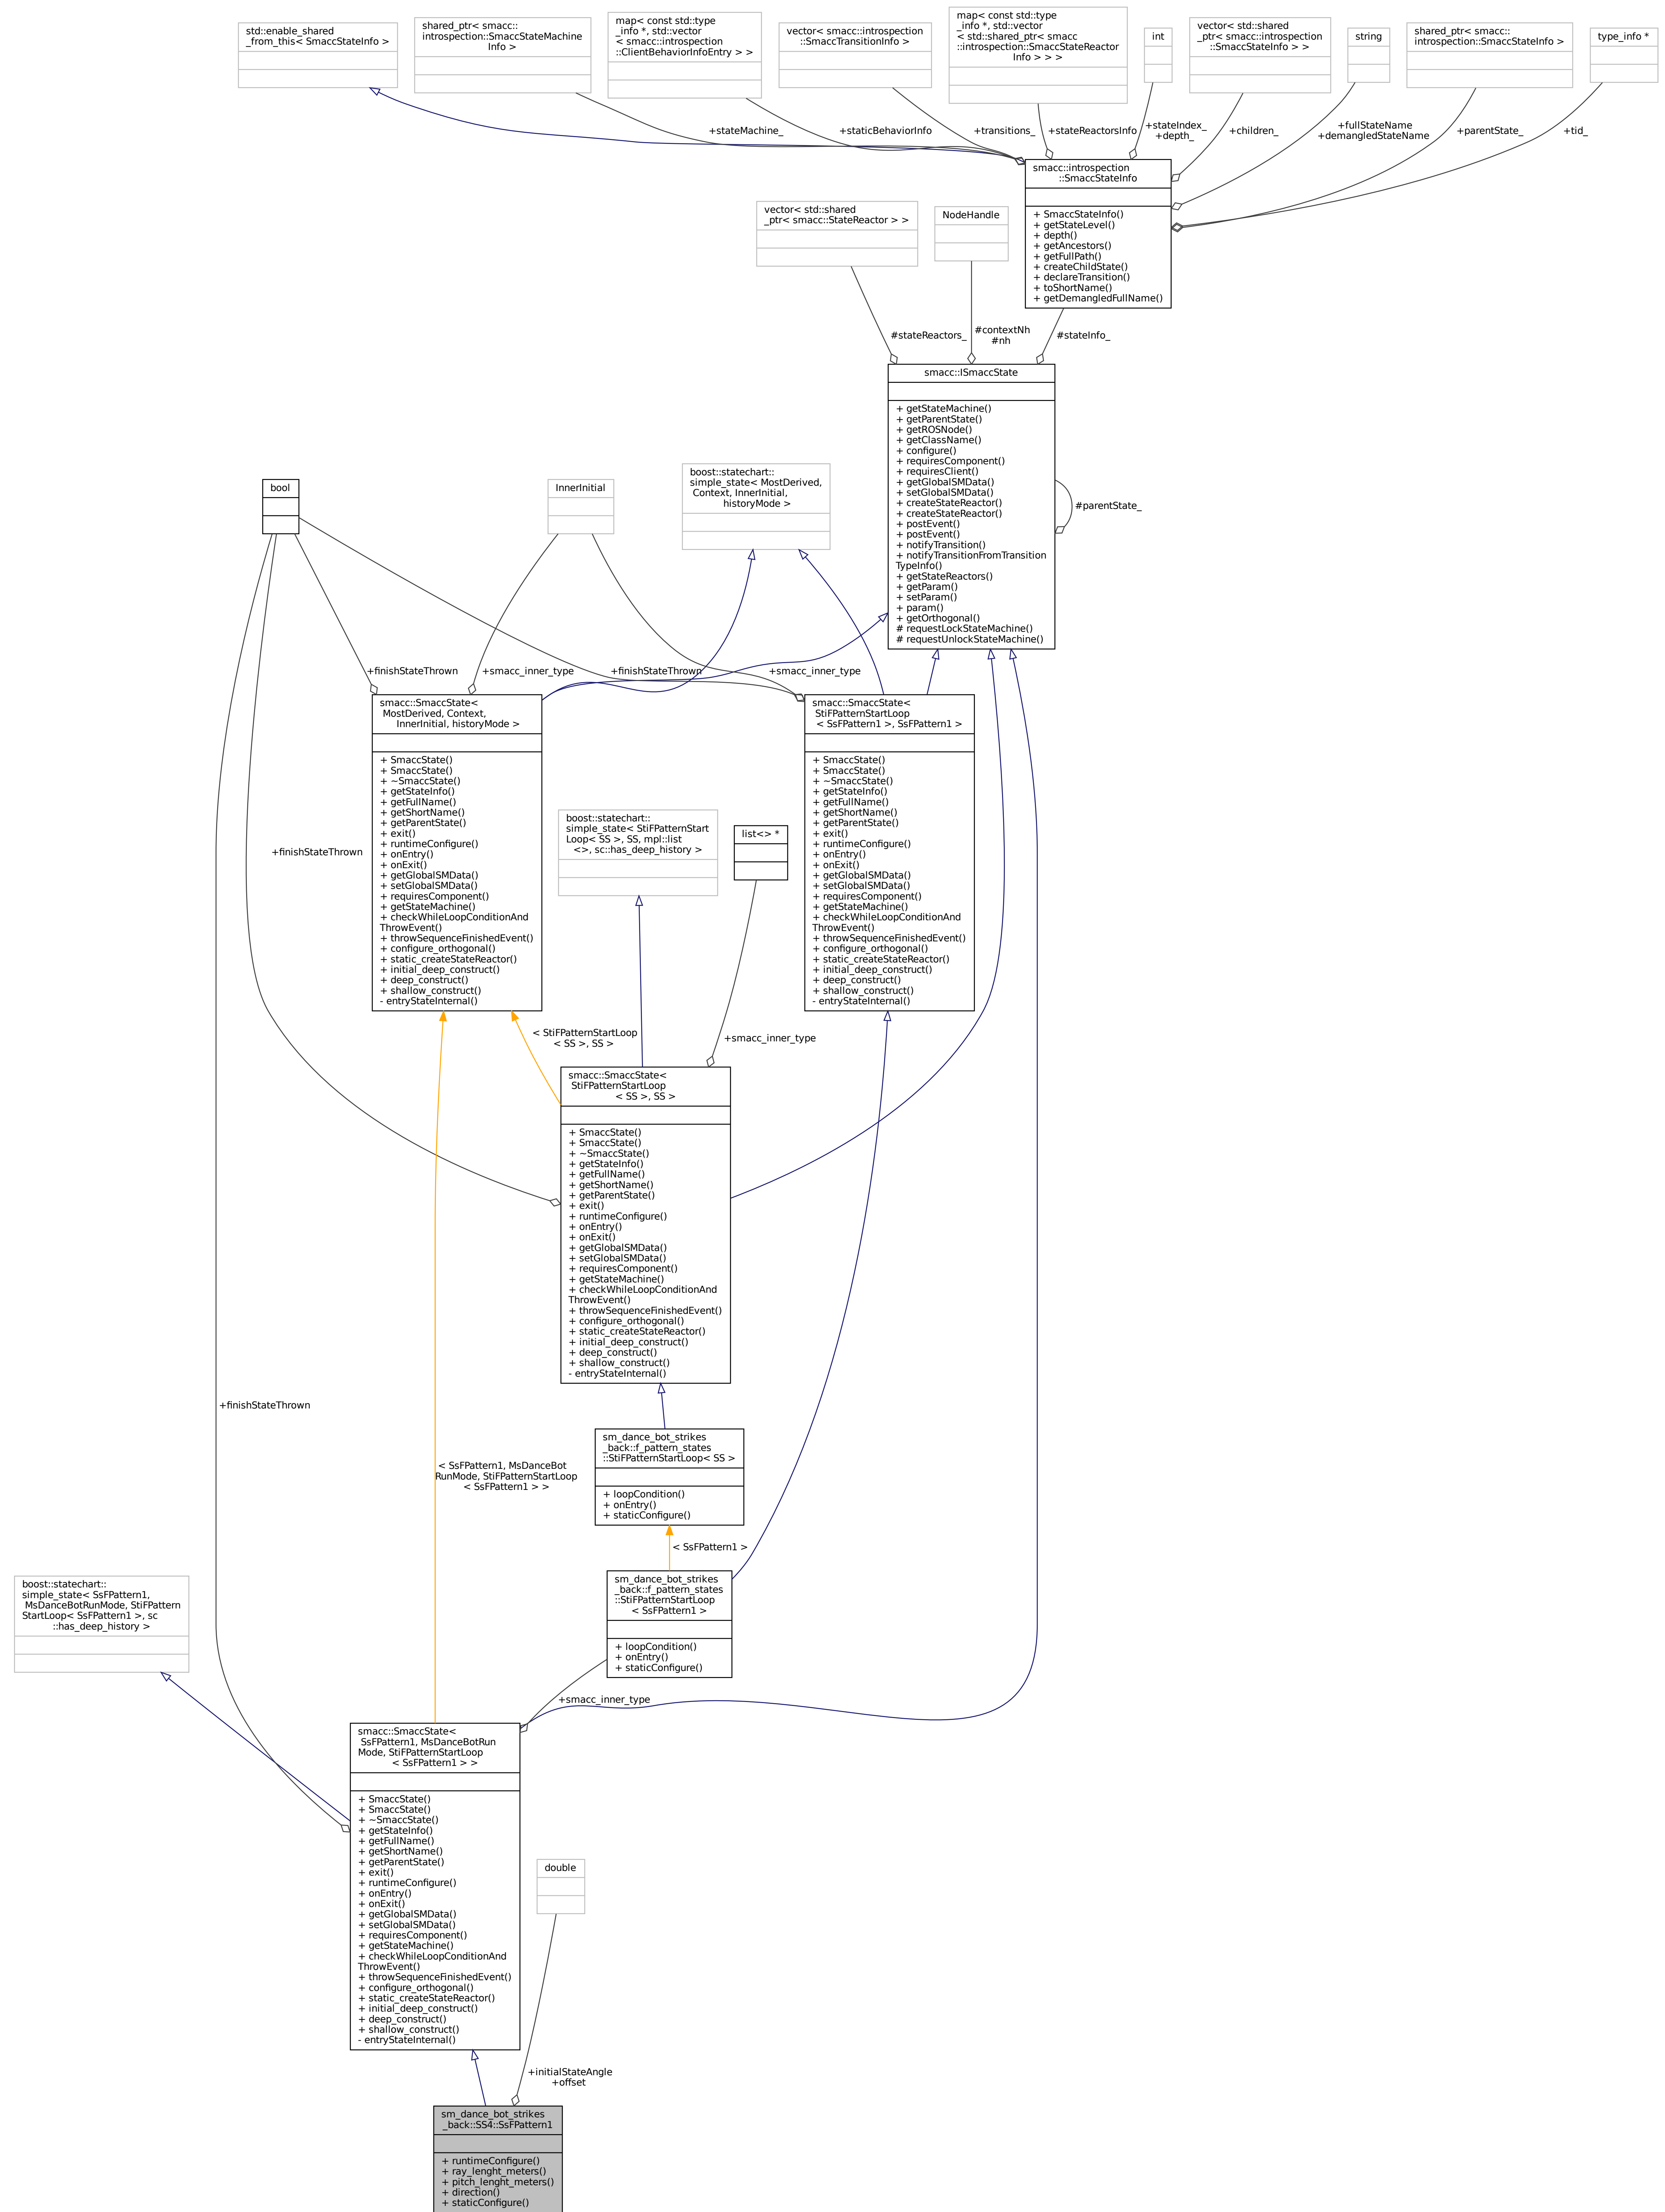 std::enable_shared
_from_this< SmaccStateInfo >
shared_ptr< smacc::
introspection::SmaccStateMachine
Info >
map< const std::type
_info *, std::vector
< smacc::introspection
::ClientBehaviorInfoEntry > >
vector< smacc::introspection
::SmaccTransitionInfo >
map< const std::type
_info *, std::vector
< std::shared_ptr< smacc
::introspection::SmaccStateReactor
Info > > >
int
vector< std::shared
_ptr< smacc::introspection
::SmaccStateInfo > >
string
shared_ptr< smacc::
introspection::SmaccStateInfo >
type_info *
+stateMachine_
+staticBehaviorInfo
+transitions_
+stateReactorsInfo
+stateIndex_
+depth_
+children_
+fullStateName
+demangledStateName
+parentState_
+tid_
smacc::introspection
::SmaccStateInfo
+ SmaccStateInfo()
+ getStateLevel()
+ depth()
+ getAncestors()
+ getFullPath()
+ createChildState()
+ declareTransition()
+ toShortName()
+ getDemangledFullName()
vector< std::shared
_ptr< smacc::StateReactor > >
NodeHandle
#stateReactors_
#contextNh
#nh
#stateInfo_
smacc::ISmaccState
+ getStateMachine()
+ getParentState()
+ getROSNode()
+ getClassName()
+ configure()
+ requiresComponent()
+ requiresClient()
+ getGlobalSMData()
+ setGlobalSMData()
+ createStateReactor()
+ createStateReactor()
+ postEvent()
+ postEvent()
+ notifyTransition()
+ notifyTransitionFromTransition
TypeInfo()
+ getStateReactors()
+ getParam()
+ setParam()
+ param()
+ getOrthogonal()
# requestLockStateMachine()
# requestUnlockStateMachine()
#parentState_
bool
InnerInitial
boost::statechart::
simple_state< MostDerived,
Context, InnerInitial,
historyMode >
+finishStateThrown
+smacc_inner_type
+finishStateThrown
+smacc_inner_type
smacc::SmaccState<
MostDerived, Context,
InnerInitial, historyMode >
+ SmaccState()
+ SmaccState()
+ ~SmaccState()
+ getStateInfo()
+ getFullName()
+ getShortName()
+ getParentState()
+ exit()
+ runtimeConfigure()
+ onEntry()
+ onExit()
+ getGlobalSMData()
+ setGlobalSMData()
+ requiresComponent()
+ getStateMachine()
+ checkWhileLoopConditionAnd
ThrowEvent()
+ throwSequenceFinishedEvent()
+ configure_orthogonal()
+ static_createStateReactor()
+ initial_deep_construct()
+ deep_construct()
+ shallow_construct()
- entryStateInternal()
smacc::SmaccState<
StiFPatternStartLoop
< SsFPattern1 >, SsFPattern1 >
+ SmaccState()
+ SmaccState()
+ ~SmaccState()
+ getStateInfo()
+ getFullName()
+ getShortName()
+ getParentState()
+ exit()
+ runtimeConfigure()
+ onEntry()
+ onExit()
+ getGlobalSMData()
+ setGlobalSMData()
+ requiresComponent()
+ getStateMachine()
+ checkWhileLoopConditionAnd
ThrowEvent()
+ throwSequenceFinishedEvent()
+ configure_orthogonal()
+ static_createStateReactor()
+ initial_deep_construct()
+ deep_construct()
+ shallow_construct()
- entryStateInternal()
+finishStateThrown
boost::statechart::
simple_state< StiFPatternStart
Loop< SS >, SS, mpl::list
<>, sc::has_deep_history >
list<> *
< StiFPatternStartLoop
< SS >, SS >
+smacc_inner_type
smacc::SmaccState<
StiFPatternStartLoop
< SS >, SS >
+ SmaccState()
+ SmaccState()
+ ~SmaccState()
+ getStateInfo()
+ getFullName()
+ getShortName()
+ getParentState()
+ exit()
+ runtimeConfigure()
+ onEntry()
+ onExit()
+ getGlobalSMData()
+ setGlobalSMData()
+ requiresComponent()
+ getStateMachine()
+ checkWhileLoopConditionAnd
ThrowEvent()
+ throwSequenceFinishedEvent()
+ configure_orthogonal()
+ static_createStateReactor()
+ initial_deep_construct()
+ deep_construct()
+ shallow_construct()
- entryStateInternal()
+finishStateThrown
< SsFPattern1, MsDanceBot
RunMode, StiFPatternStartLoop
< SsFPattern1 > >
sm_dance_bot_strikes
_back::f_pattern_states
::StiFPatternStartLoop< SS >
+ loopCondition()
+ onEntry()
+ staticConfigure()
< SsFPattern1 >
sm_dance_bot_strikes
_back::f_pattern_states
::StiFPatternStartLoop
< SsFPattern1 >
+ loopCondition()
+ onEntry()
+ staticConfigure()
boost::statechart::
simple_state< SsFPattern1,
MsDanceBotRunMode, StiFPattern
StartLoop< SsFPattern1 >, sc
::has_deep_history >
+smacc_inner_type
smacc::SmaccState<
SsFPattern1, MsDanceBotRun
Mode, StiFPatternStartLoop
< SsFPattern1 > >
+ SmaccState()
+ SmaccState()
+ ~SmaccState()
+ getStateInfo()
+ getFullName()
+ getShortName()
+ getParentState()
+ exit()
+ runtimeConfigure()
+ onEntry()
+ onExit()
+ getGlobalSMData()
+ setGlobalSMData()
+ requiresComponent()
+ getStateMachine()
+ checkWhileLoopConditionAnd
ThrowEvent()
+ throwSequenceFinishedEvent()
+ configure_orthogonal()
+ static_createStateReactor()
+ initial_deep_construct()
+ deep_construct()
+ shallow_construct()
- entryStateInternal()
double
+initialStateAngle
+offset
sm_dance_bot_strikes
_back::SS4::SsFPattern1
+ runtimeConfigure()
+ ray_lenght_meters()
+ pitch_lenght_meters()
+ direction()
+ staticConfigure()